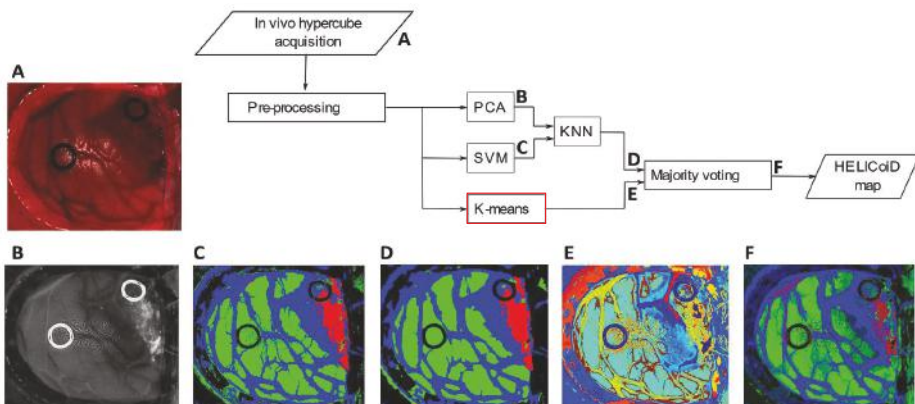 In vivo hypercube
acquisition
A
A
Pre-processing
PCA
B
KNN
SVM
C
D
Majority voting
F
HELICoiD
map
E
K-means
B
C
D
E
F